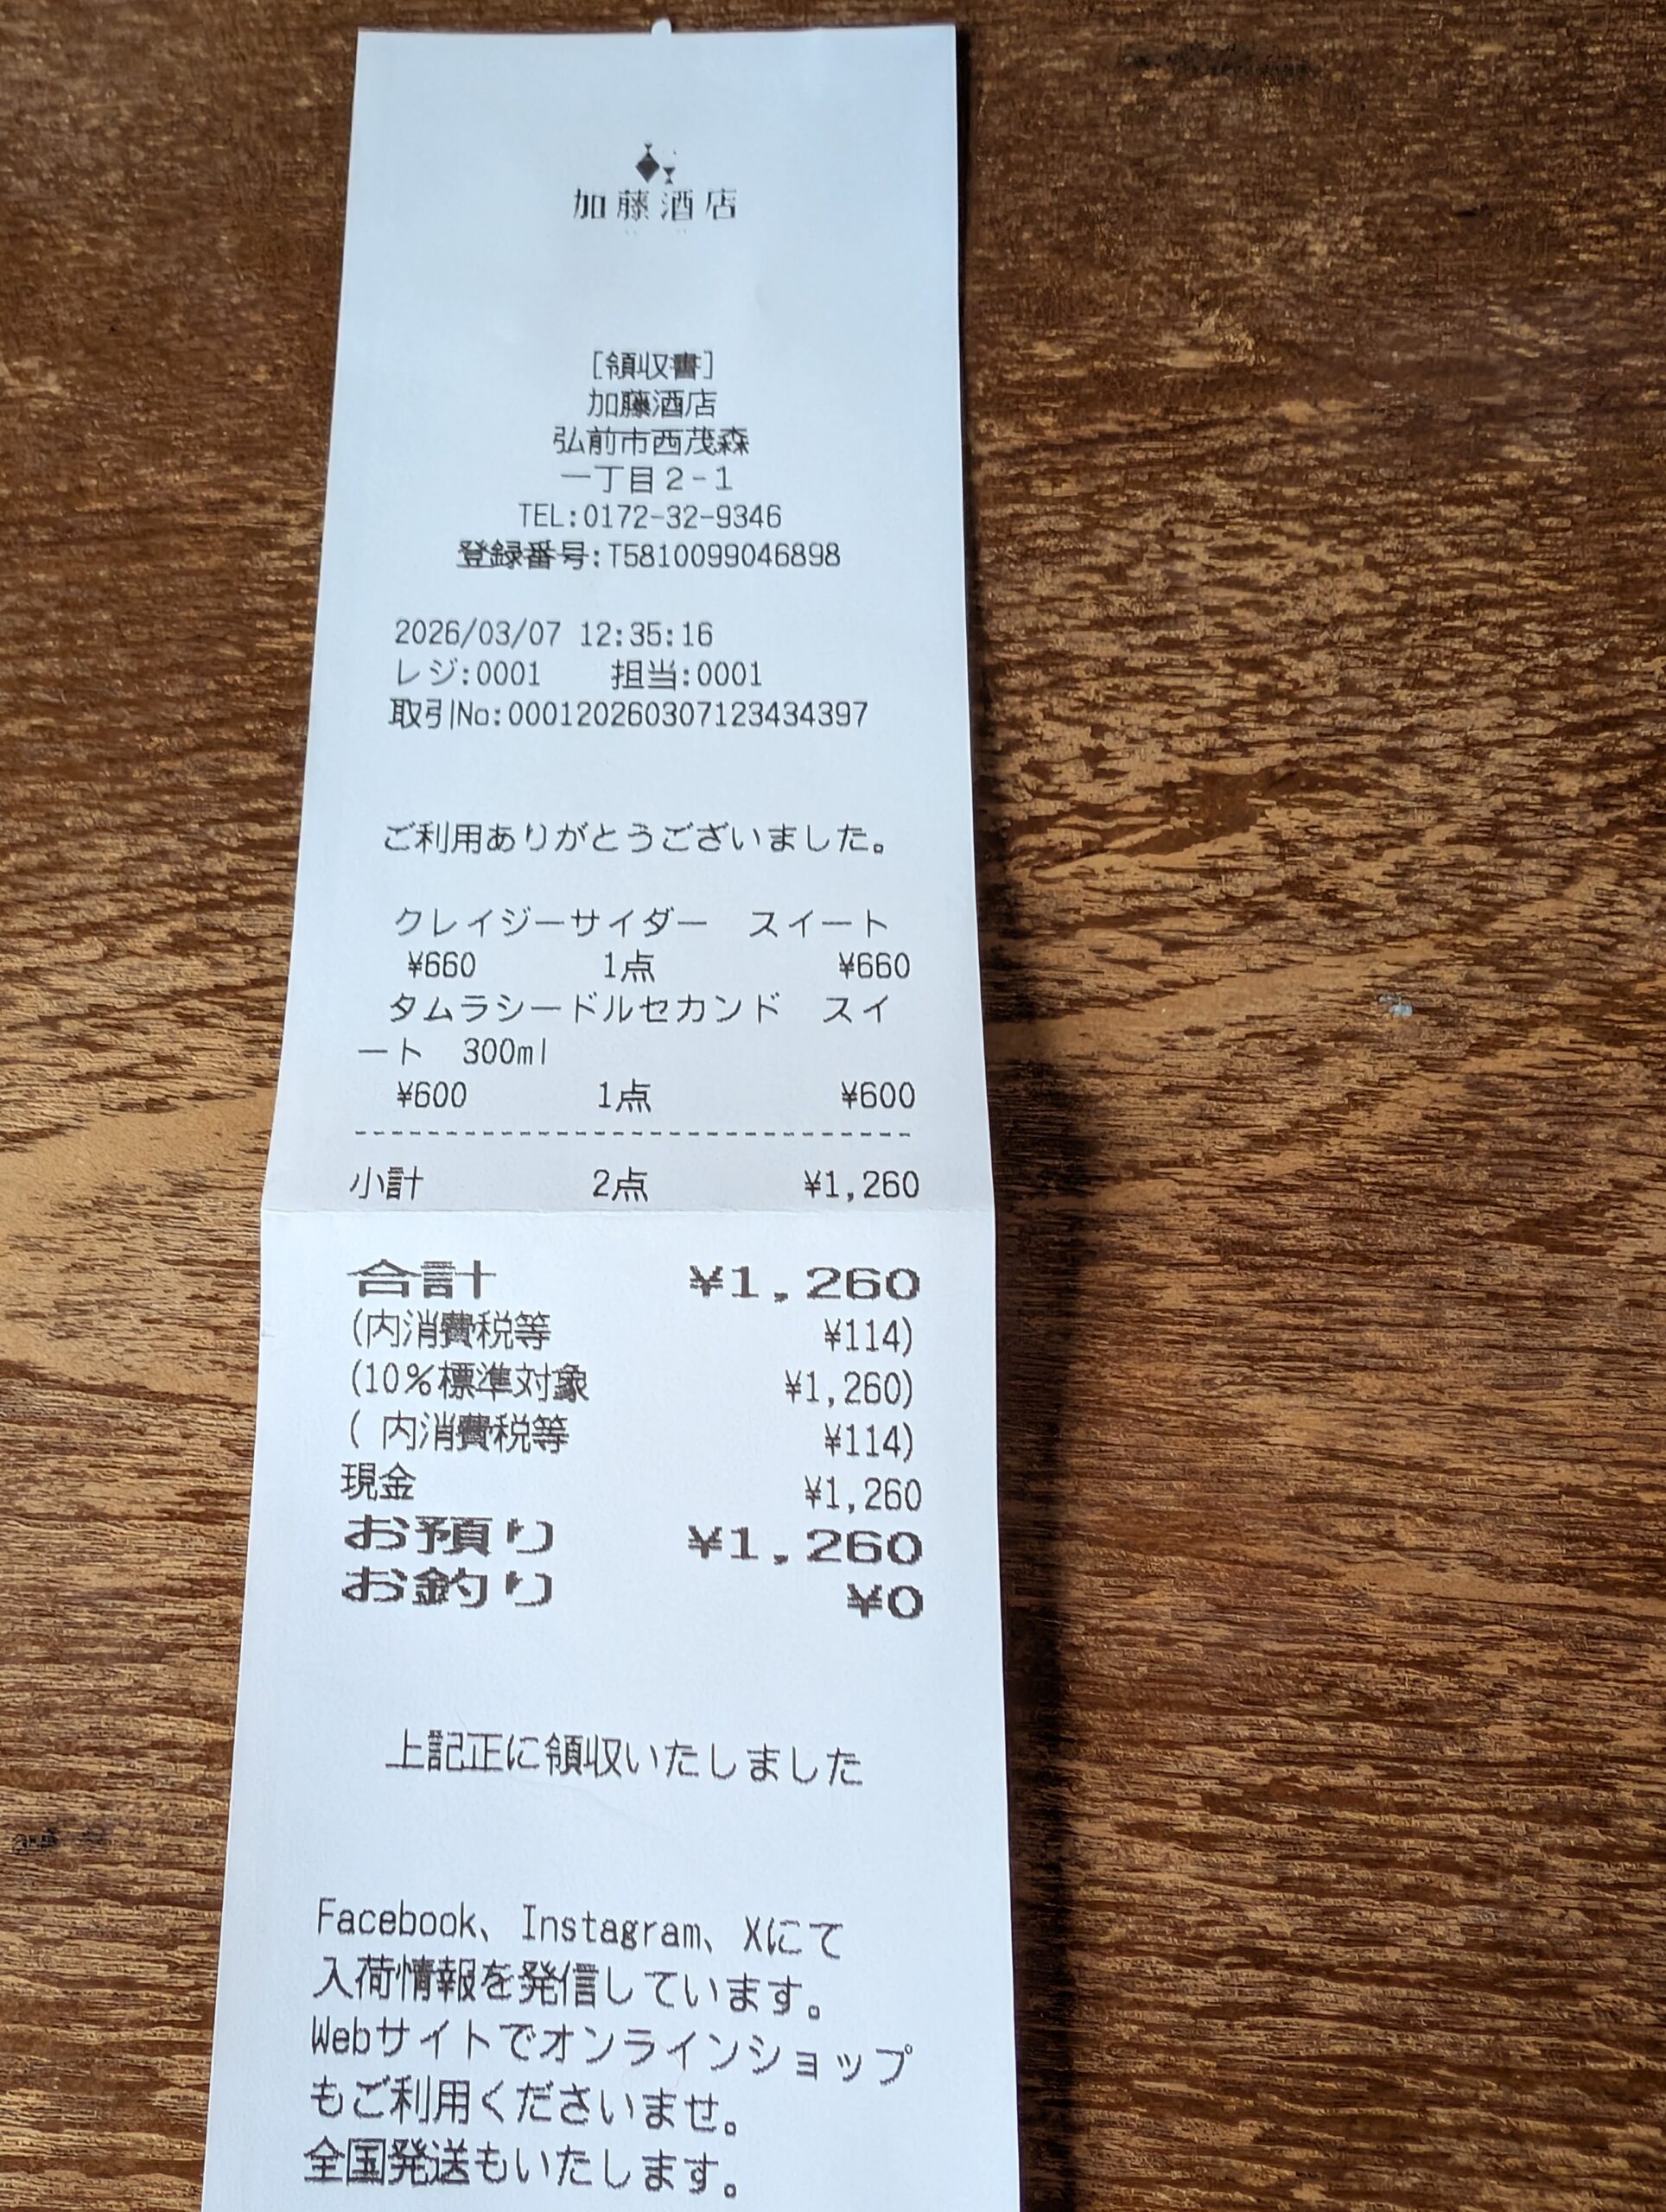 加藤酒店
[領収書]
加藤酒店
弘前市西茂森
一丁目2-1
TEL:0172-32-9346
登録番号:T5810099046898
2026/03/07 12:35:16
レジ:0001 担当:0001
取引No:00012026030712343​4397
ご利用ありがとうございました。
クレイジーサイダー　スイート
¥660 1点 ¥660
タムラシードルセカンド　スイ
ート　300ml
¥600 1点 ¥600
小計 2点 ¥1,260
合計 ¥1,260
(内消費税等 ¥114)
(10%標準対象 ¥1,260)
( 内消費税等 ¥114)
現金 ¥1,260
お預り ¥1,260
お釣り ¥0
上記正に領収いたしました
Facebook、Instagram、Xにて
入荷情報を発信しています。
Webサイトでオンラインショップ
もご利用くださいませ。
全国発送もいたします。